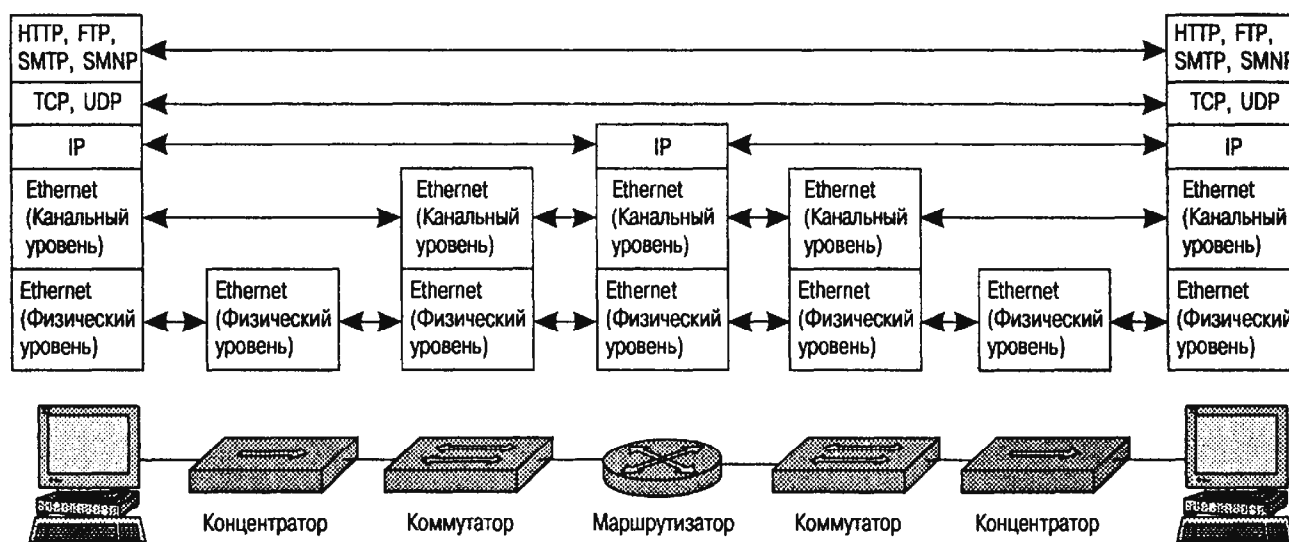 HTTP, FTP,
SMTP, SMNP
HTTP, FTP,
SMTP, SMNP
TCP, UDP
TCP, UDP
IP
IP
IP
Ethernet
(Канальный
уровень)
Ethernet
(Канальный
уровень)
Ethernet
(Канальный
уровень)
Ethernet
(Канальный
уровень)
Ethernet
(Канальный
уровень)
Ethernet
(Физический
уровень)
Ethernet
(Физический
уровень)
Ethernet
(Физический
уровень)
Ethernet
(Физический
уровень)
Ethernet
(Физический
уровень)
Ethernet
(Физический
уровень)
Ethernet
(Физический
уровень)
Концентратор
Коммутатор
Маршрутизатор
Коммутатор
Концентратор